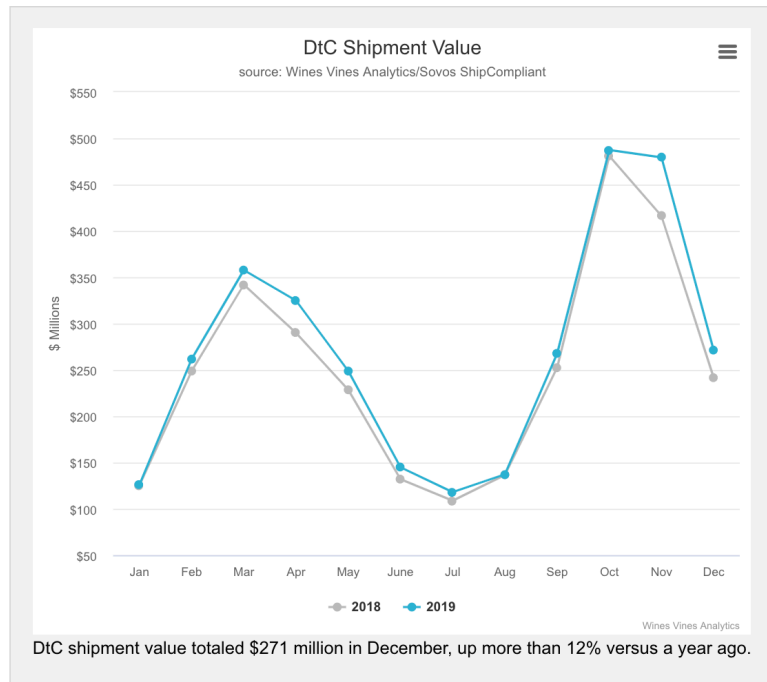 DtC Shipment Value
source: Wines Vines Analytics/Sovos ShipCompliant
$550
$500
$450
$400
$350
$300
$250
$200
$150
$100
$50
$ Millions
Jan Feb Mar Apr May June Jul Aug Sep Oct Nov Dec
2018 2019
Wines Vines Analytics
DtC shipment value totaled $271 million in December, up more than 12% versus a year ago.